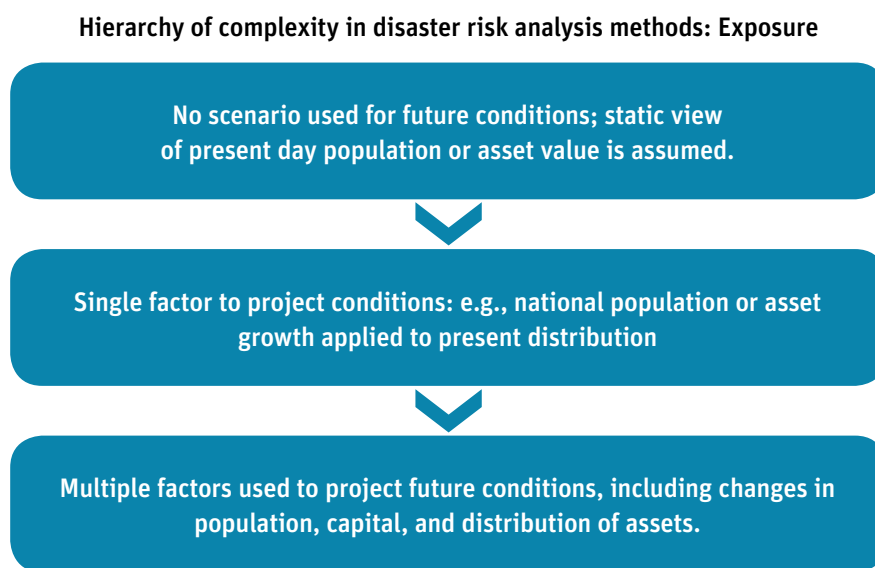 Hierarchy of complexity in disaster risk analysis methods: Exposure
No scenario used for future conditions; static view
of present day population or asset value is assumed.
Single factor to project conditions: e.g., national population or asset
growth applied to present distribution
Multiple factors used to project future conditions, including changes in
population, capital, and distribution of assets.